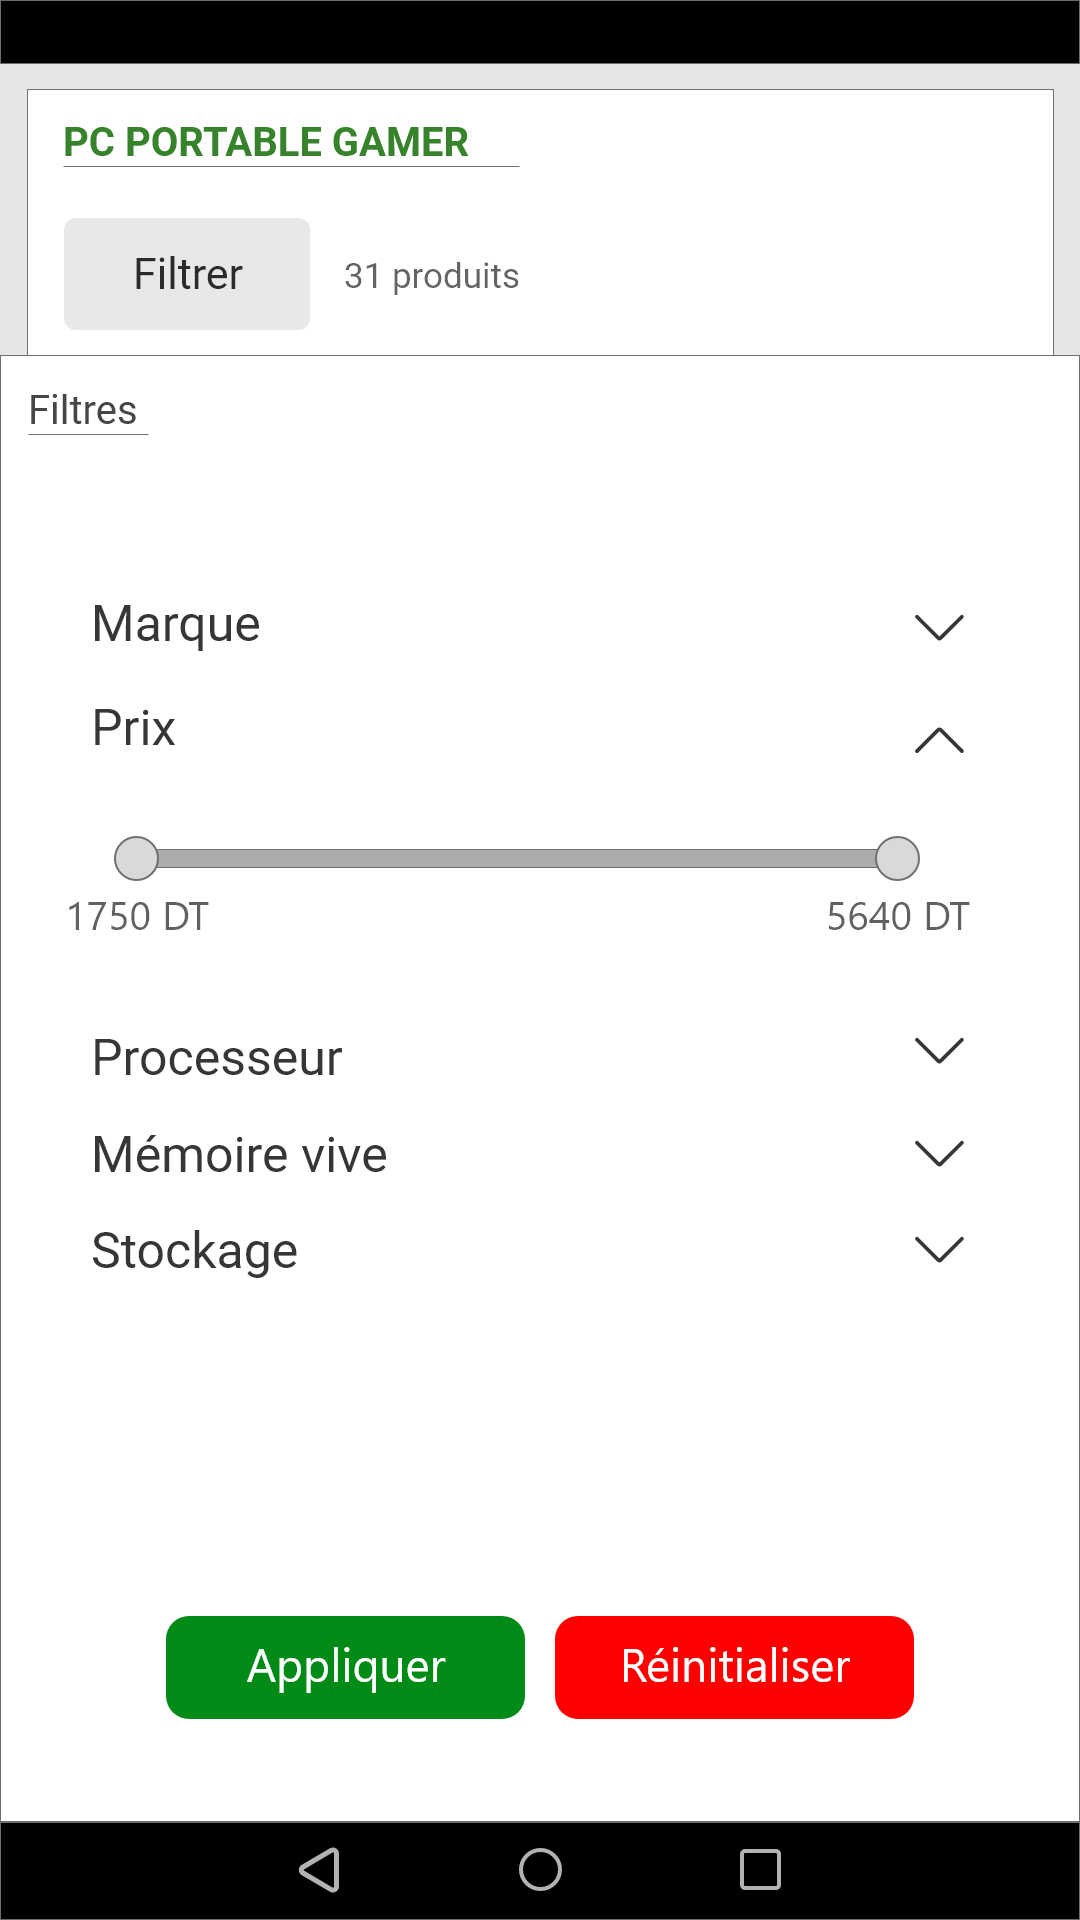 PC PORTABLE GAMER
Filtrer
31 produits
Filtres
Marque
Prix
1750 DT
5640 DT
Processeur
Mémoire vive
Stockage
Appliquer
Réinitialiser